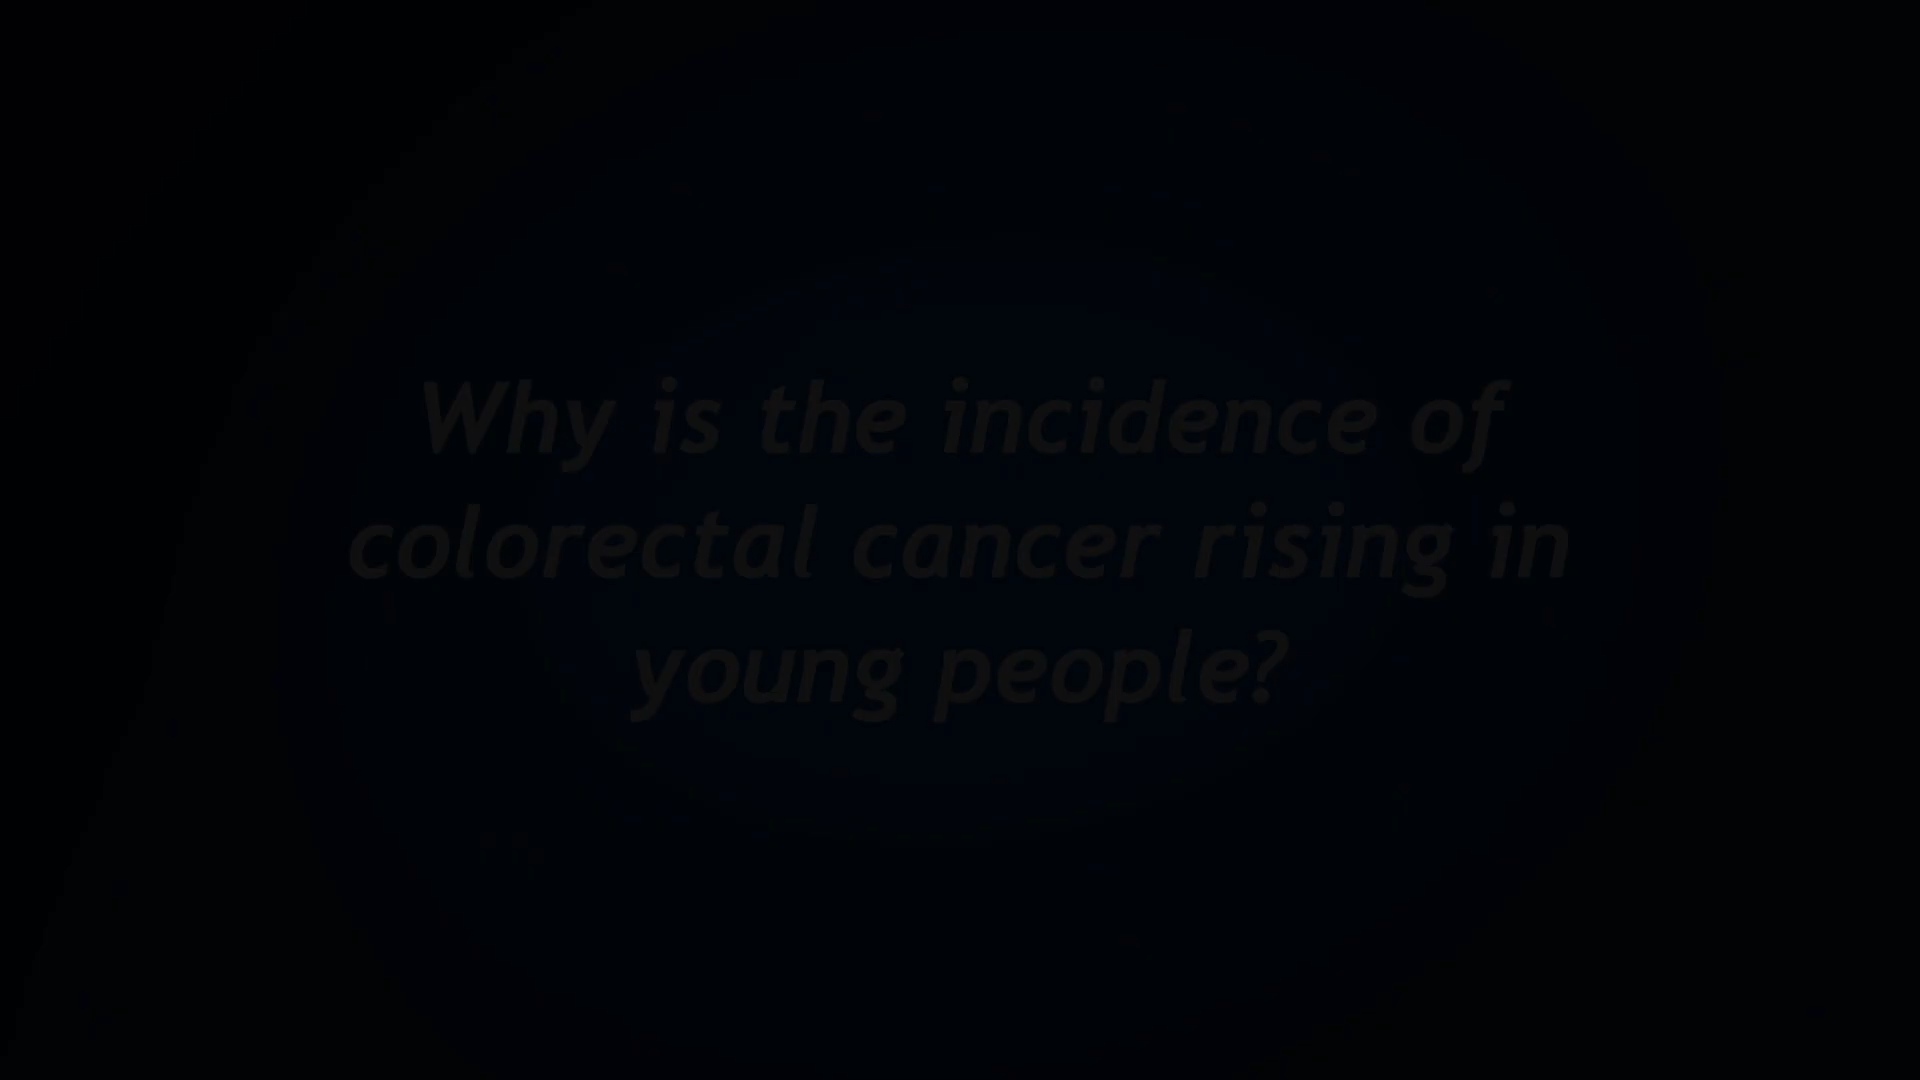 Why is the incidence of
colorectal cancer rising in
young people?